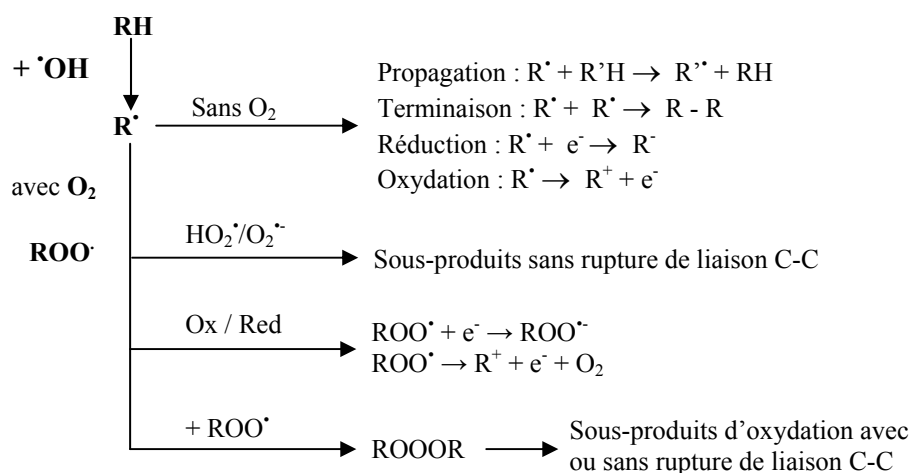 RH
+ •OH
Sans O₂
R•
Propagation : R• + R’H → R’• + RH
Terminaison : R• + R• → R - R
Réduction : R• + e⁻ → R⁻
Oxydation : R• → R⁺ + e⁻
avec O₂
ROO·
HO₂•/O₂•⁻
Sous-produits sans rupture de liaison C-C
Ox / Red
ROO• + e⁻ → ROO•⁻
ROO• → R⁺ + e⁻ + O₂
+ ROO•
ROOOR
Sous-produits d’oxydation avec
ou sans rupture de liaison C-C